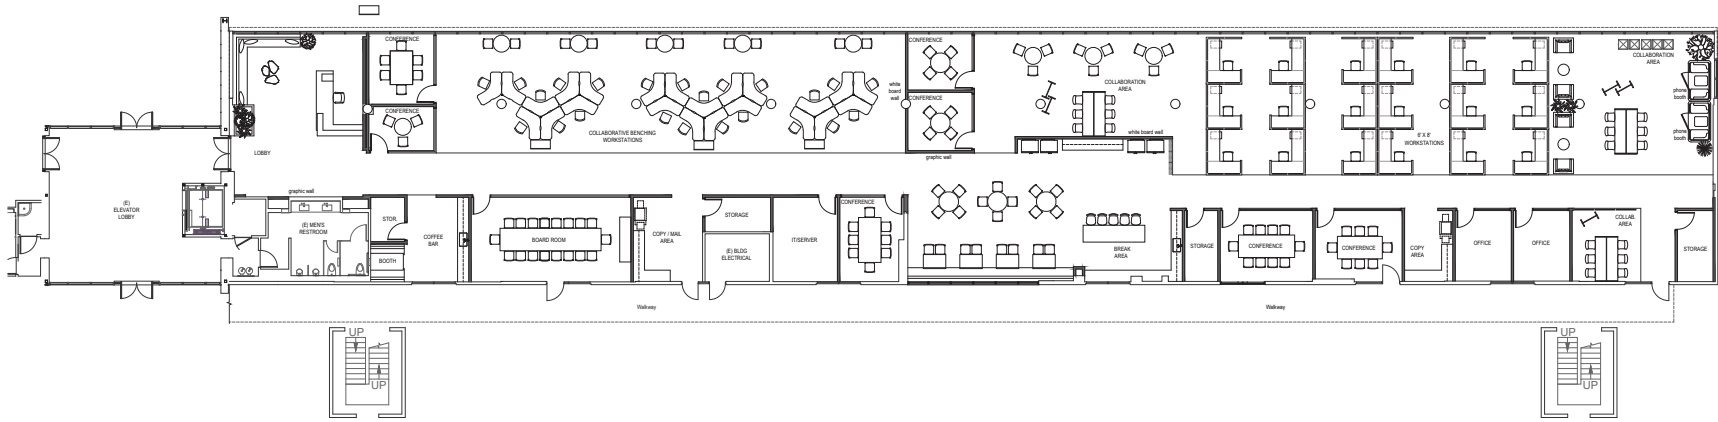 CONFERENCE
CONFERENCE
COLLABORATION
AREA
COLLABORATION
AREA
white
board
wall
phone
booth
CONFERENCE
CONFERENCE
COLLABORATIVE BENCHING
WORKSTATIONS
white board wall
6' X 8'
WORKSTATIONS
phone
booth
LOBBY
graphic wall
graphic wall
(E)
ELEVATOR
LOBBY
(E) MEN'S
RESTROOM
STOR.
COFFEE
BAR
BOOTH
BOARD ROOM
COPY / MAIL
AREA
STORAGE
(E) BLDG
ELECTRICAL
IT/SERVER
CONFERENCE
BREAK
AREA
STORAGE
CONFERENCE
CONFERENCE
COPY
AREA
OFFICE
OFFICE
COLLAB.
AREA
STORAGE
Walkway
Walkway
UP
UP
UP
UP